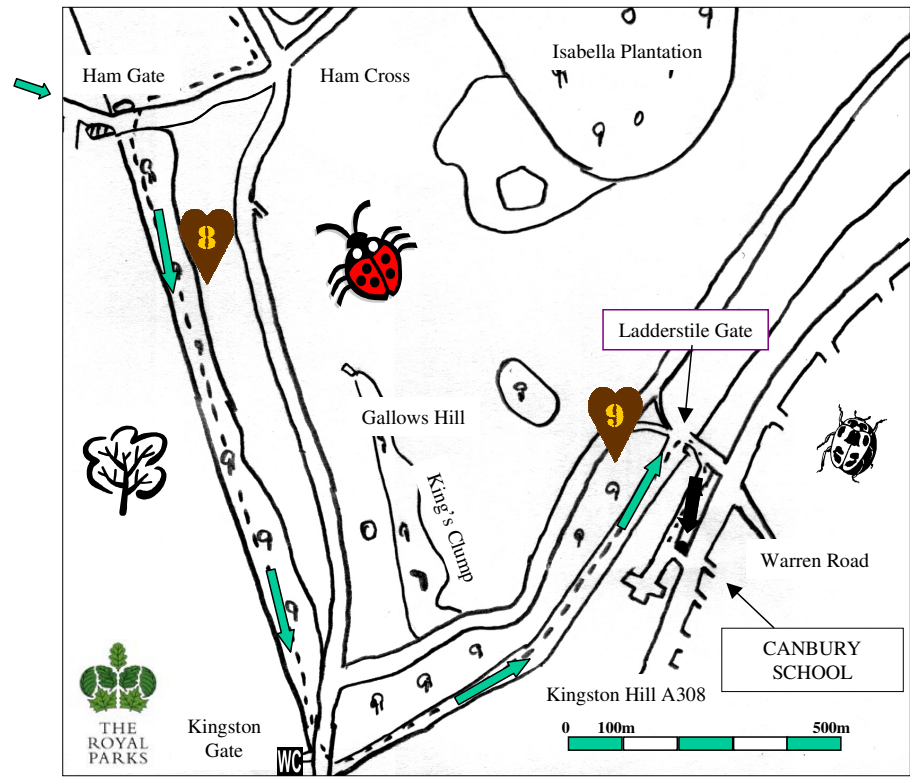 Isabella Plantation
Ham Gate
Ham Cross
8
Ladderstile Gate
Gallows Hill
9
King's Clump
Warren Road
CANBURY
SCHOOL
Kingston Hill A308
THE
ROYAL
PARKS
Kingston
Gate
WC
0 100m 500m